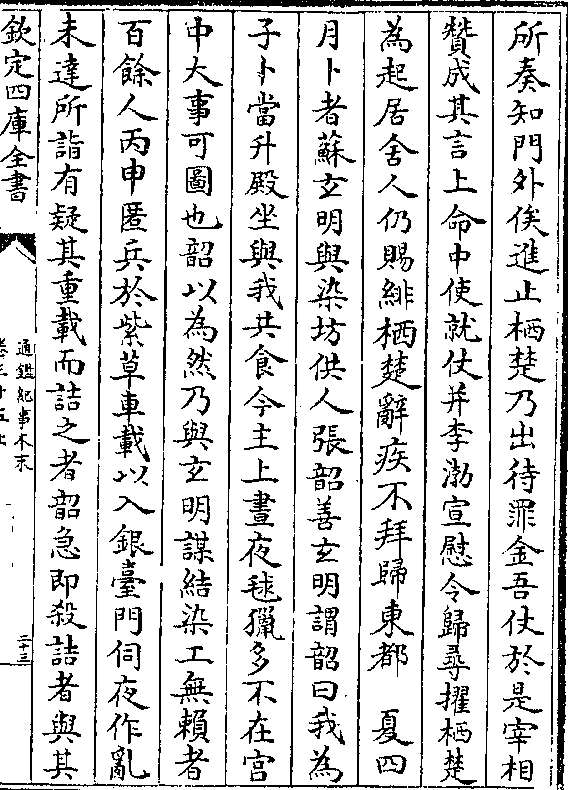 所奏知門外俟進止栖楚乃出待罪金吾仗於是宰相
贊成其言上命中使就仗并李渤宣慰令歸尋擢栖楚
為起居舍人仍賜緋栖楚辭疾不拜歸東都　夏四
月卜者蘇玄明與染坊供人張韶善玄明謂韶曰我為
子卜當升殿坐與我共食今主上晝夜毬獵多不在宮
中大事可圖也韶以為然乃與玄明謀結染工無賴者
百餘人丙申匿兵於紫草車載以入銀臺門伺夜作亂
未達所詣有疑其重載而詰之者韶急即殺詰者與其
欽定四庫全書
通鑑紀事本末
卷三十五上
二十三